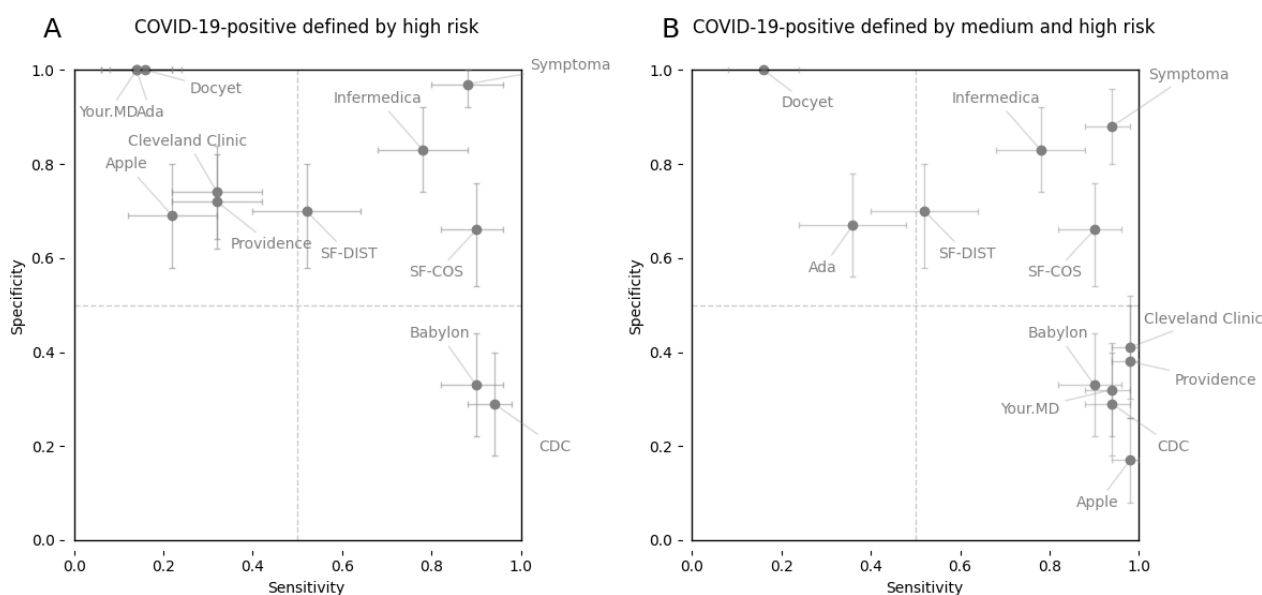 A COVID-19-positive defined by high risk
1.0
0.8
0.6
0.4
0.2
0.0
Specificity
Symptoma
Docyet
Your.MD
Ada
Infermedica
Cleveland Clinic
Apple
Providence
SF-DIST
SF-COS
Babylon
CDC
0.0 0.2 0.4 0.6 0.8 1.0
Sensitivity
B COVID-19-positive defined by medium and high risk
1.0
0.8
0.6
0.4
0.2
0.0
Specificity
Symptoma
Docyet
Infermedica
Ada
SF-DIST
SF-COS
Cleveland Clinic
Babylon
Providence
Your.MD
CDC
Apple
0.0 0.2 0.4 0.6 0.8 1.0
Sensitivity